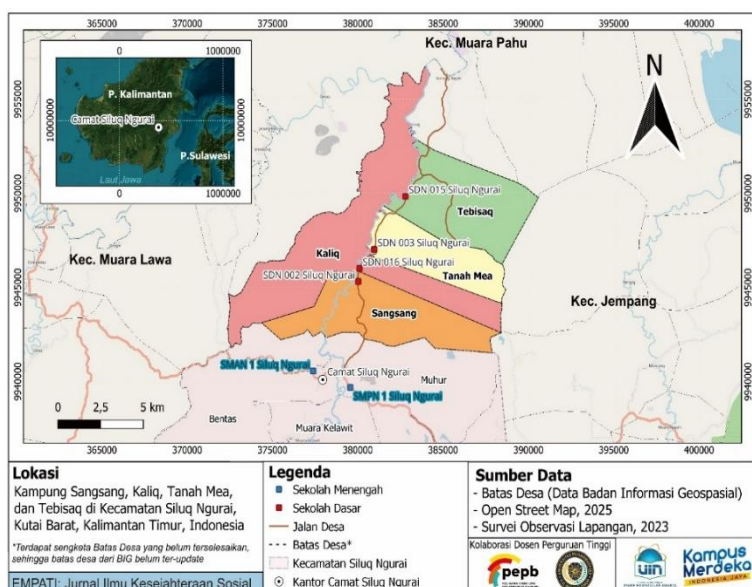 365000 370000 375000 380000 385000 390000 395000 400000
Kec. Muara Pahu
0 1000000
P. Kalimantan
Camat Siluq Ngurai
P.Sulawesi
Laut Jawa
10000000 10000000
0 1000000
N
9955000 9955000
9950000 9950000
SDN 015 Siluq Ngurai
Tebisaq
SDN 003 Siluq Ngurai
Kaliq
SDN 016 Siluq Ngurai
Kec. Muara Lawa
SDN 002 Siluq Ngurai
Tanah Mea
Kec. Jempang
9945000 9945000
Sangsang
SMAN 1 Siluq Ngurai
Camat Siluq Ngurai
Muhur
SMPN 1 Siluq Ngurai
9940000 9940000
0 2,5 5 km
Bentas
Muara Kelawit
365000 370000 375000 380000 385000 390000 395000 400000
Lokasi
Kampung Sangsang, Kaliq, Tanah Mea,
dan Tebisaq di Kecamatan Siluq Ngurai,
Kutai Barat, Kalimantan Timur, Indonesia
*Terdapat sengketa Batas Desa yang belum terselesaikan,
sehingga batas desa dari BIG belum ter-update
EMPATI: Jurnal Ilmu Kesejahteraan Sosial
Legenda
Sekolah Menengah
Sekolah Dasar
Jalan Desa
Batas Desa*
Kecamatan Siluq Ngurai
Kantor Camat Siluq Ngurai
Sumber Data
- Batas Desa (Data Badan Informasi Geospasial)
- Open Street Map, 2025
- Survei Observasi Lapangan, 2023
Kolaborasi Dosen Perguruan Tinggi
pepb
UIN
Kampus
Merdeka
INDONESIA JAYA